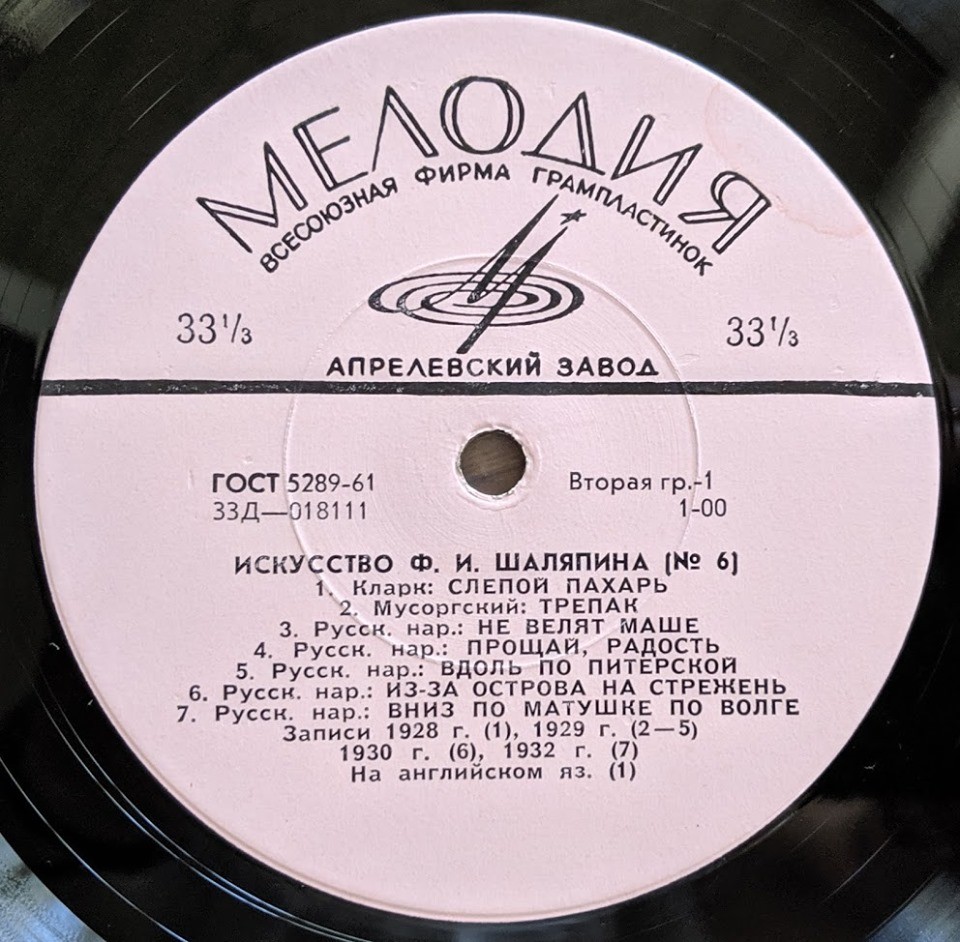 МЕЛОДИЯ
ВСЕСОЮЗНАЯ ФИРМА ГРАМПЛАСТИНОК
33 1/3 33 1/3
АПРЕЛЕВСКИЙ ЗАВОД
ГОСТ 5289-61 Вторая гр.-1
33Д—018111 1-00
ИСКУССТВО Ф. И. ШАЛЯПИНА (№ 6)
1. Кларк: СЛЕПОЙ ПАХАРЬ
2. Мусоргский: ТРЕПАК
3. Русск. нар.: НЕ ВЕЛЯТ МАШЕ
4. Русск. нар.: ПРОЩАЙ, РАДОСТЬ
5. Русск. нар.: ВДОЛЬ ПО ПИТЕРСКОЙ
6. Русск. нар.: ИЗ-ЗА ОСТРОВА НА СТРЕЖЕНЬ
7. Русск. нар.: ВНИЗ ПО МАТУШКЕ ПО ВОЛГЕ
Записи 1928 г. (1), 1929 г. (2—5)
1930 г. (6), 1932 г. (7)
На английском яз. (1)